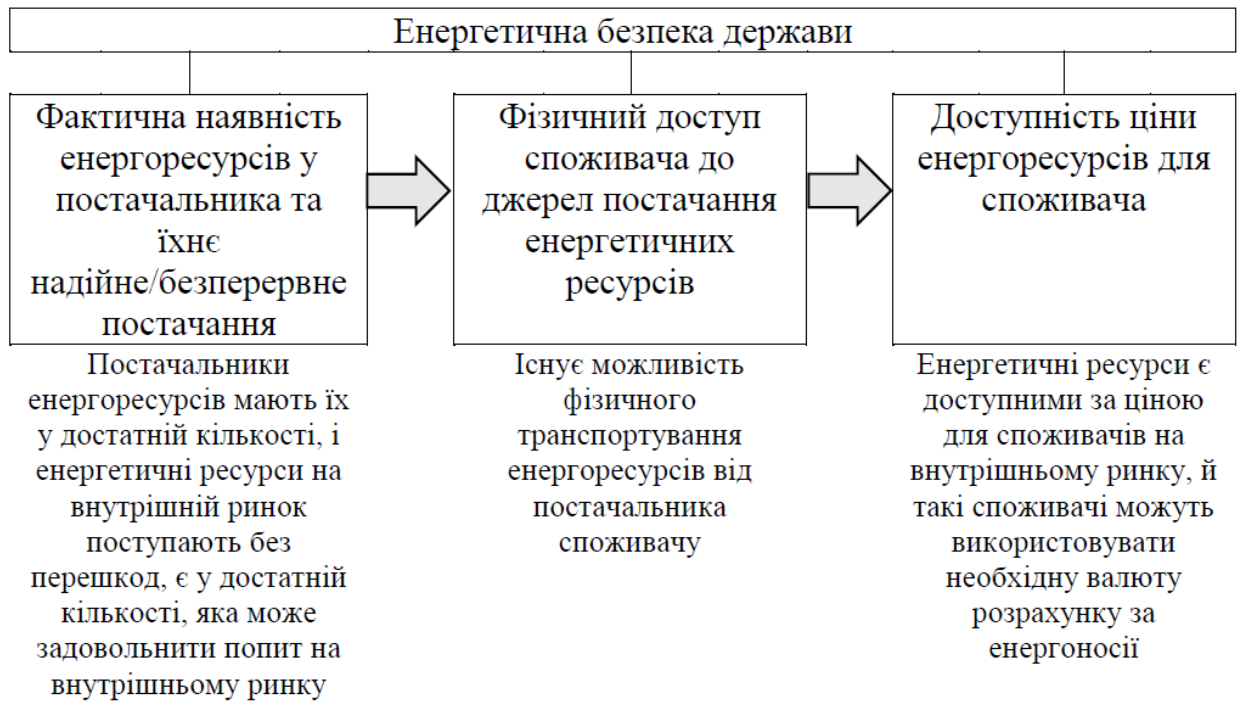 Енергетична безпека держави
Фактична наявність
енергоресурсів у
постачальника та
їхнє
надійне/безперервне
постачання
Постачальники
енергоресурсів мають їх
у достатній кількості, і
енергетичні ресурси на
внутрішній ринок
поступають без
перешкод, є у достатній
кількості, яка може
задовольнити попит на
внутрішньому ринку
Фізичний доступ
споживача до
джерел постачання
енергетичних
ресурсів
Існує можливість
фізичного
транспортування
енергоресурсів від
постачальника
споживачу
Доступність ціни
енергоресурсів для
споживача
Енергетичні ресурси є
доступними за ціною
для споживачів на
внутрішньому ринку, й
такі споживачі можуть
використовувати
необхідну валюту
розрахунку за
енергоносії